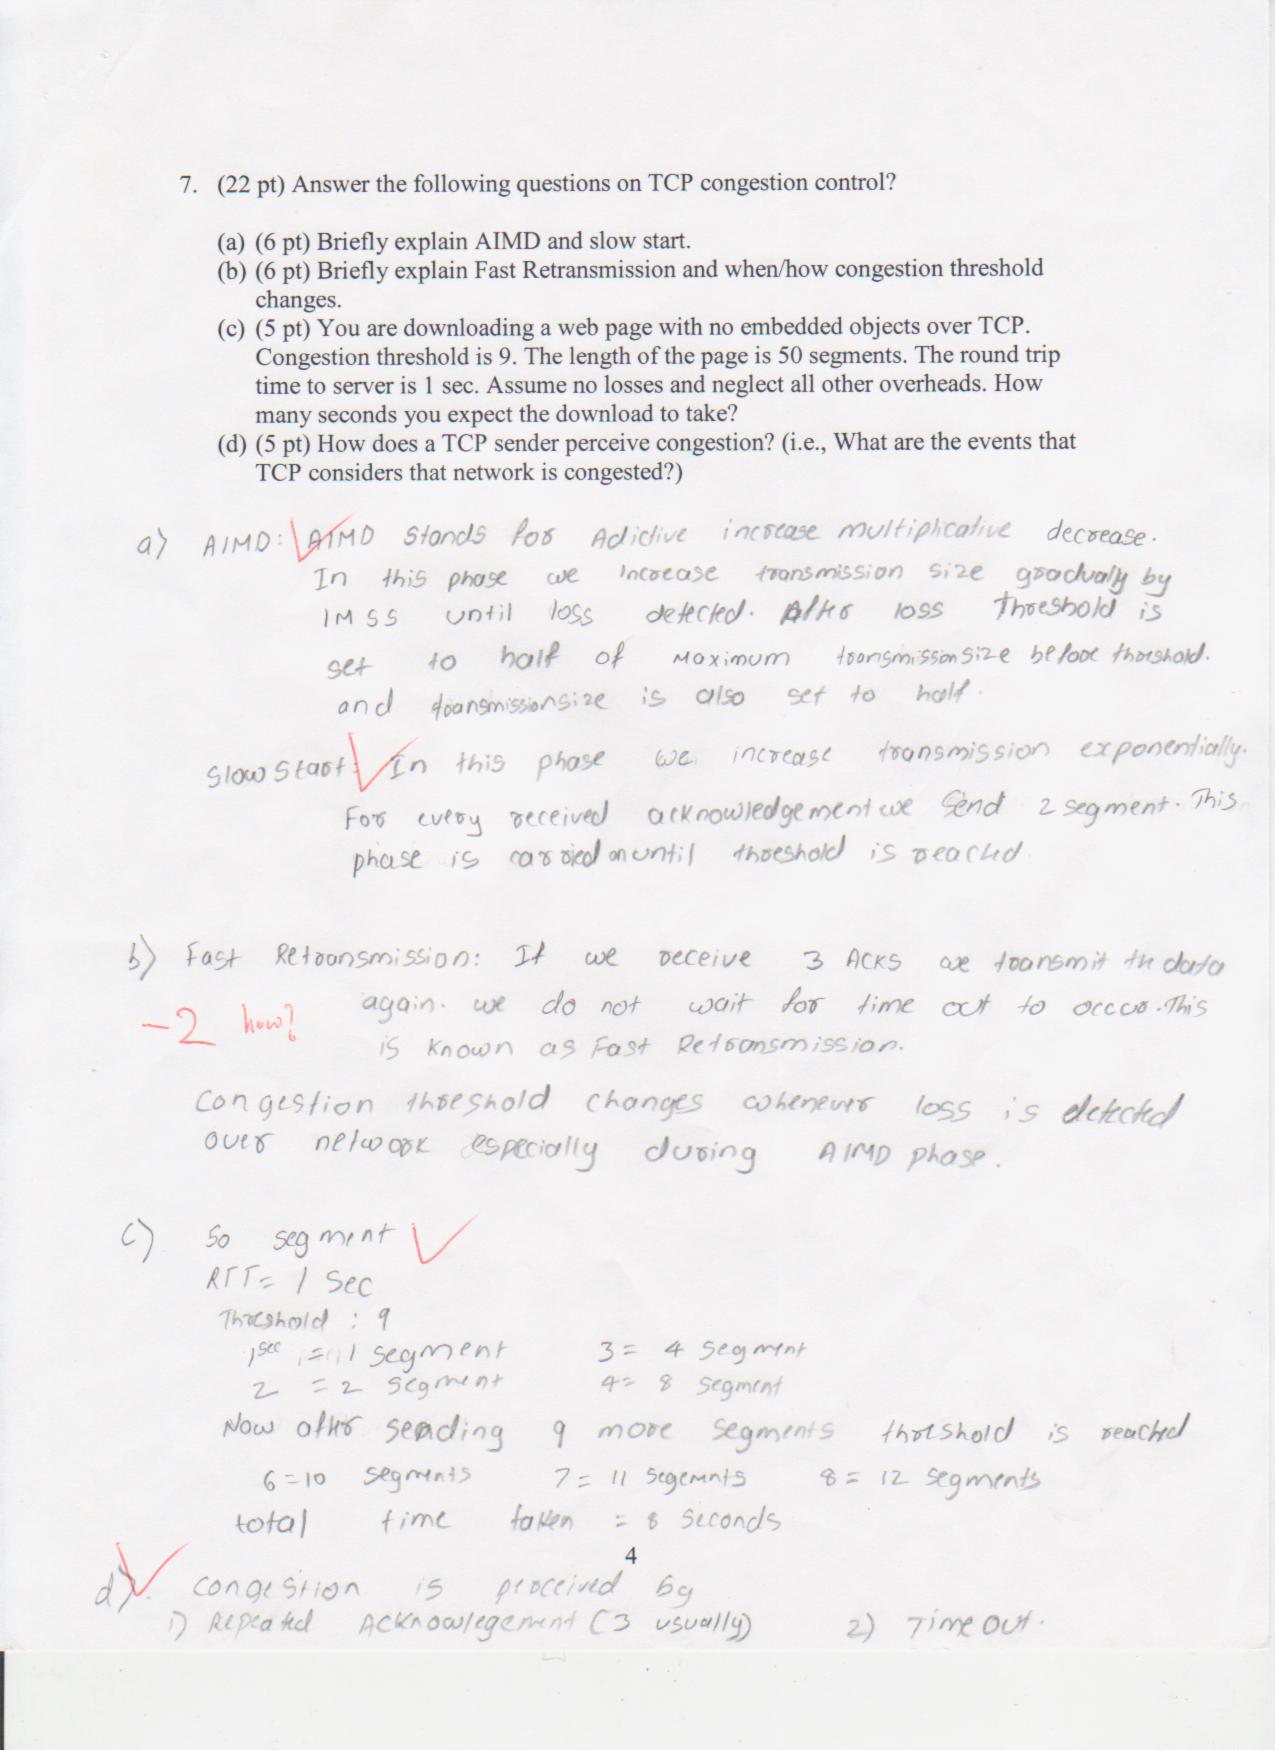 7. (22 pt) Answer the following questions on TCP congestion control?
(a) (6 pt) Briefly explain AIMD and slow start.
(b) (6 pt) Briefly explain Fast Retransmission and when/how congestion threshold
changes.
(c) (5 pt) You are downloading a web page with no embedded objects over TCP.
Congestion threshold is 9. The length of the page is 50 segments. The round trip
time to server is 1 sec. Assume no losses and neglect all other overheads. How
many seconds you expect the download to take?
(d) (5 pt) How does a TCP sender perceive congestion? (i.e., What are the events that
TCP considers that network is congested?)
a) AIMD: AIMD stands for Adictive increase multiplicative decrease.
In this phase we increase transmission size gradually by
1 MSS until loss detected. After loss Threshold is
set to half of Maximum transmission size before threshold.
and transmission size is also set to half.
Slow Start: In this phase we increase transmission exponentially.
For every received acknowledgement we send 2 segment. This
phase is carried on until threshold is reached
b) Fast Retransmission: If we receive 3 ACKS we transmit th data
again. we do not wait for time out to occur. This
-2 how?
is known as Fast Retransmission.
Congestion threshold changes whenever loss is detected
over network especially during AIMD phase.
c) 50 segment
RTT = 1 Sec
Threshold : 9
1sec = 1 segment 3 = 4 segment
2 = 2 segment 4 = 8 segment
Now after sending 9 more segments threshold is reached
6 = 10 segments 7 = 11 segemnts 8 = 12 segments
total time taken = 8 seconds
4
d). Congestion is perceived by
1) Repeated Acknowlegement (3 usually) 2) Time out.